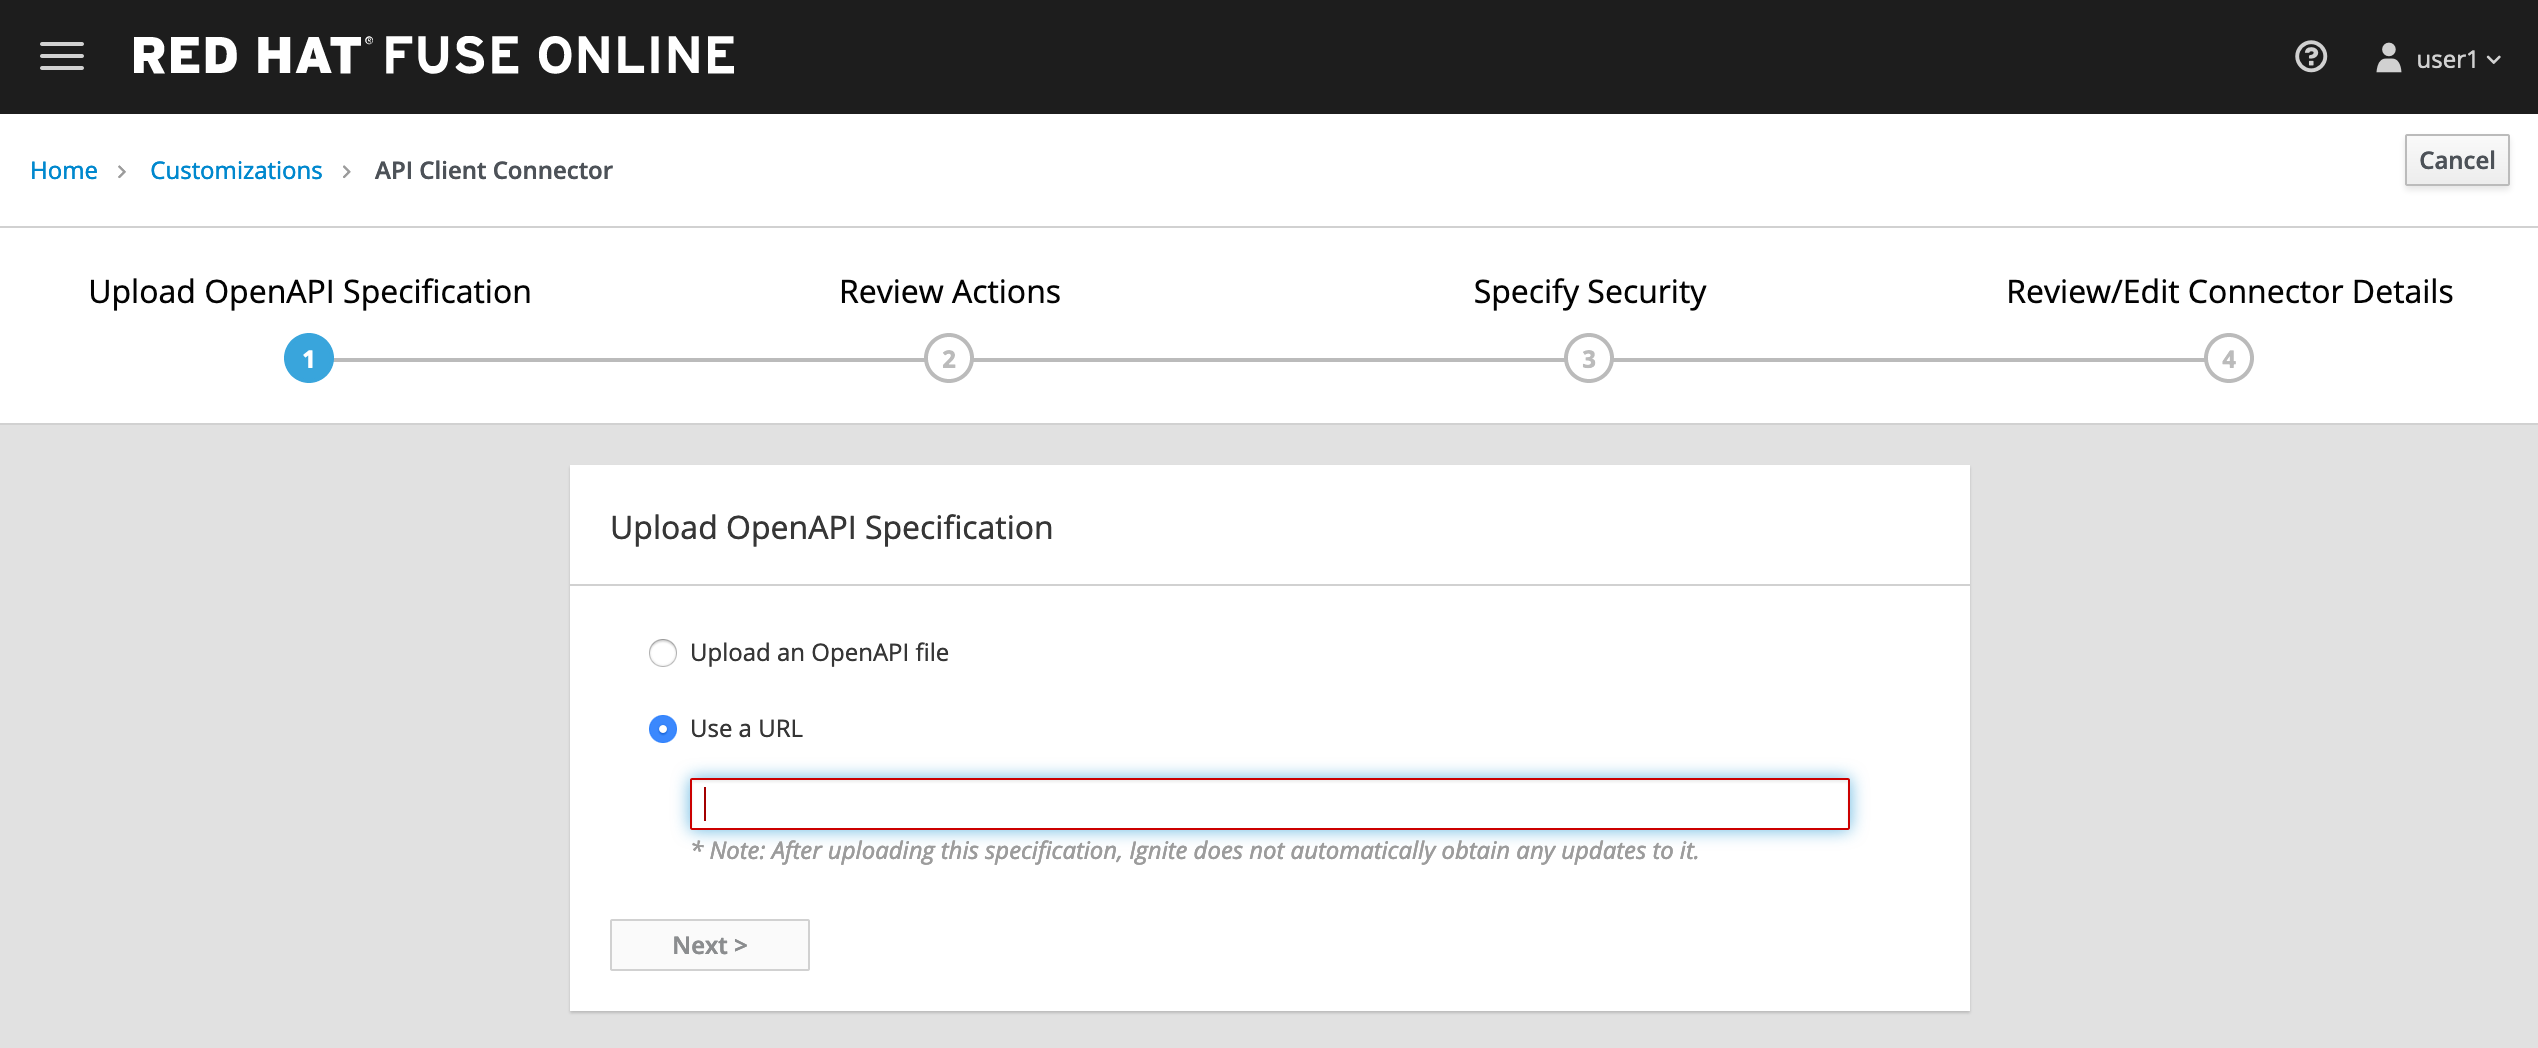 RED HAT® FUSE ONLINE
user1
Home > Customizations > API Client Connector
Cancel
Upload OpenAPI Specification
Review Actions
Specify Security
Review/Edit Connector Details
1
2
3
4
Upload OpenAPI Specification
Upload an OpenAPI file
Use a URL
* Note: After uploading this specification, Ignite does not automatically obtain any updates to it.
Next >